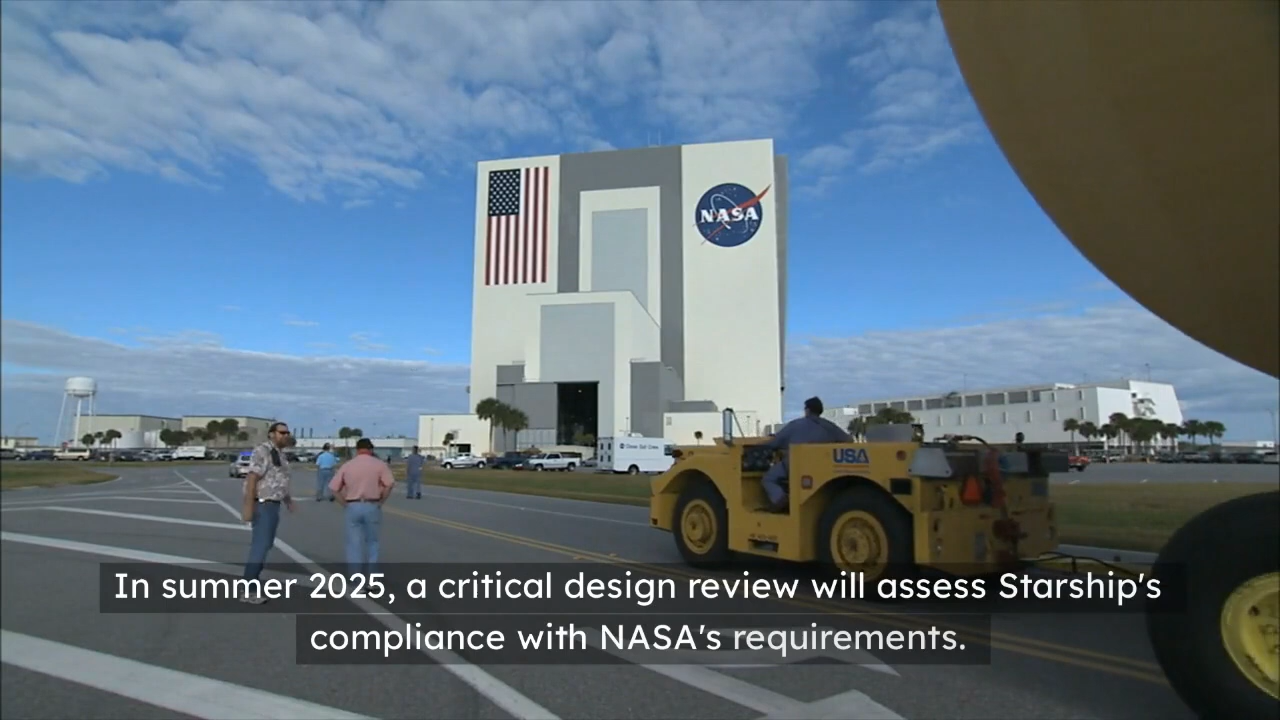 NASA
USA
In summer 2025, a critical design review will assess Starship's
compliance with NASA's requirements.